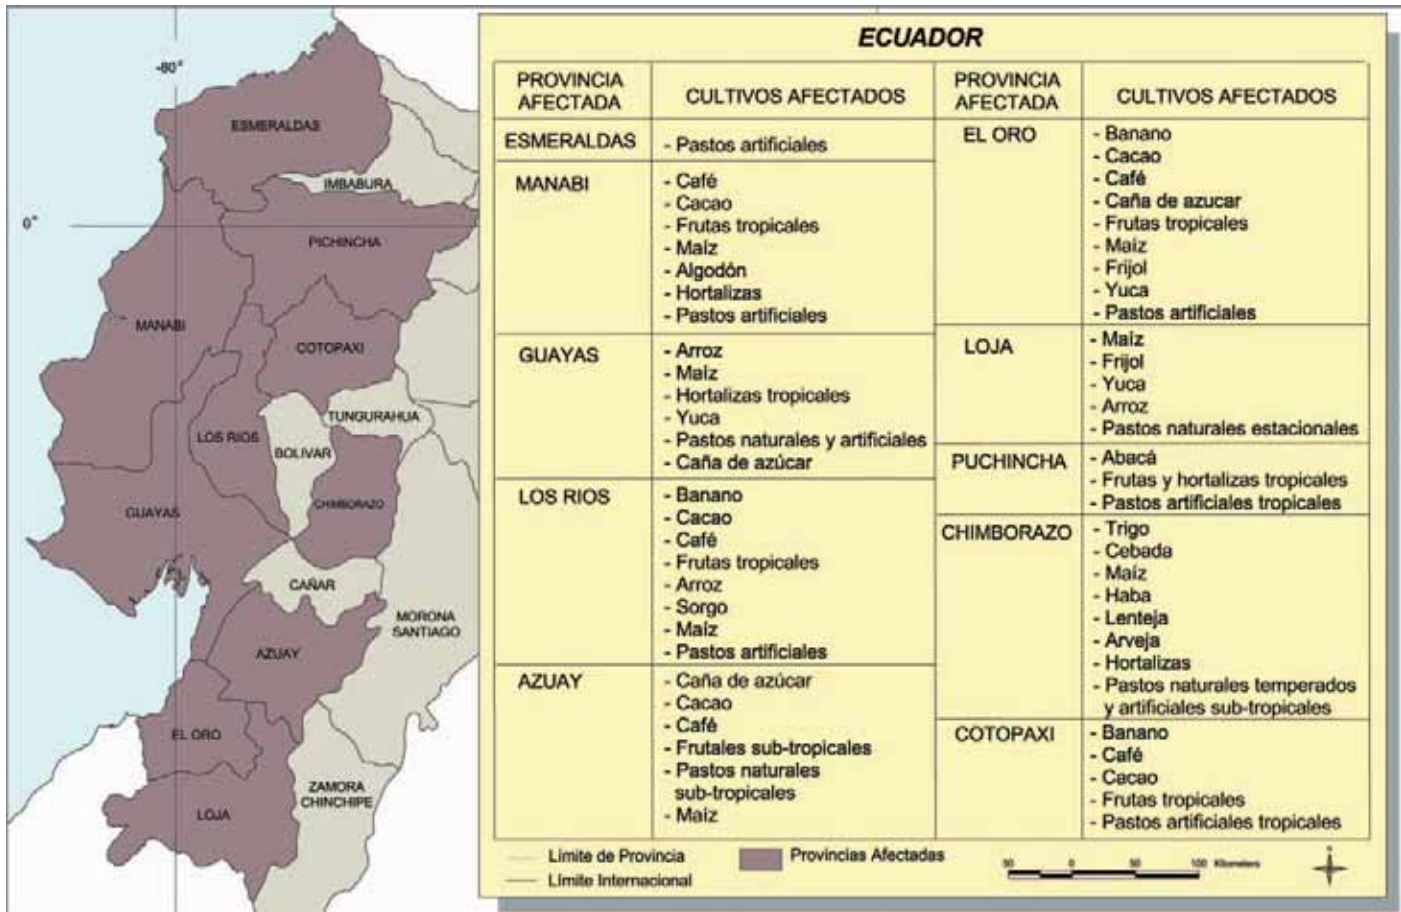 -80°
0°
ESMERALDAS
IMBABURA
PICHINCHA
MANABI
COTOPAXI
TUNGURAHUA
LOS RIOS
BOLIVAR
CHIMBORAZO
GUAYAS
CAÑAR
MORONA
SANTIAGO
AZUAY
EL ORO
ZAMORA
CHINCHIPE
LOJA
ECUADOR
PROVINCIA
AFECTADA
CULTIVOS AFECTADOS
ESMERALDAS
- Pastos artificiales
MANABI
- Café
- Cacao
- Frutas tropicales
- Maíz
- Algodón
- Hortalizas
- Pastos artificiales
GUAYAS
- Arroz
- Maíz
- Hortalizas tropicales
- Yuca
- Pastos naturales y artificiales
- Caña de azúcar
LOS RIOS
- Banano
- Cacao
- Café
- Frutas tropicales
- Arroz
- Sorgo
- Maíz
- Pastos artificiales
AZUAY
- Caña de azúcar
- Cacao
- Café
- Frutales sub-tropicales
- Pastos naturales
sub-tropicales
- Maíz
PROVINCIA
AFECTADA
CULTIVOS AFECTADOS
EL ORO
- Banano
- Cacao
- Café
- Caña de azucar
- Frutas tropicales
- Maíz
- Frijol
- Yuca
- Pastos artificiales
LOJA
- Maíz
- Frijol
- Yuca
- Arroz
- Pastos naturales estacionales
PUCHINCHA
- Abacá
- Frutas y hortalizas tropicales
- Pastos artificiales tropicales
CHIMBORAZO
- Trigo
- Cebada
- Maíz
- Haba
- Lenteja
- Arveja
- Hortalizas
- Pastos naturales temperados
y artificiales sub-tropicales
COTOPAXI
- Banano
- Café
- Cacao
- Frutas tropicales
- Pastos artificiales tropicales
Límite de Provincia
Límite Internacional
Provincias Afectadas
50 0 50 100 Kilometers